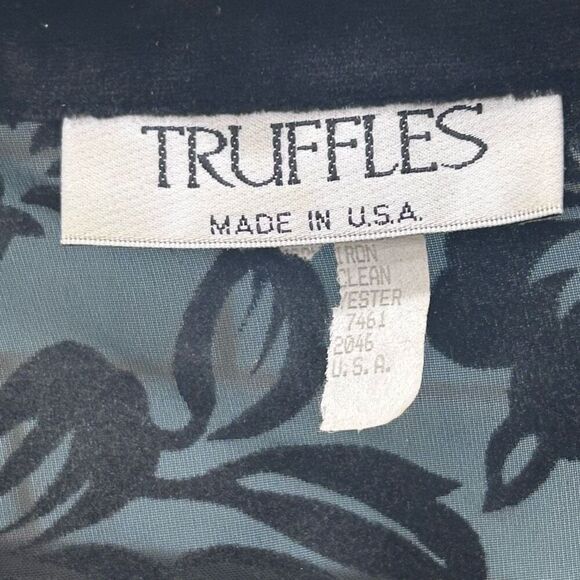 TRUFFLES
MADE IN U.S.A.
IRON
CLEAN
YESTER
7461
2046
U.S.A.